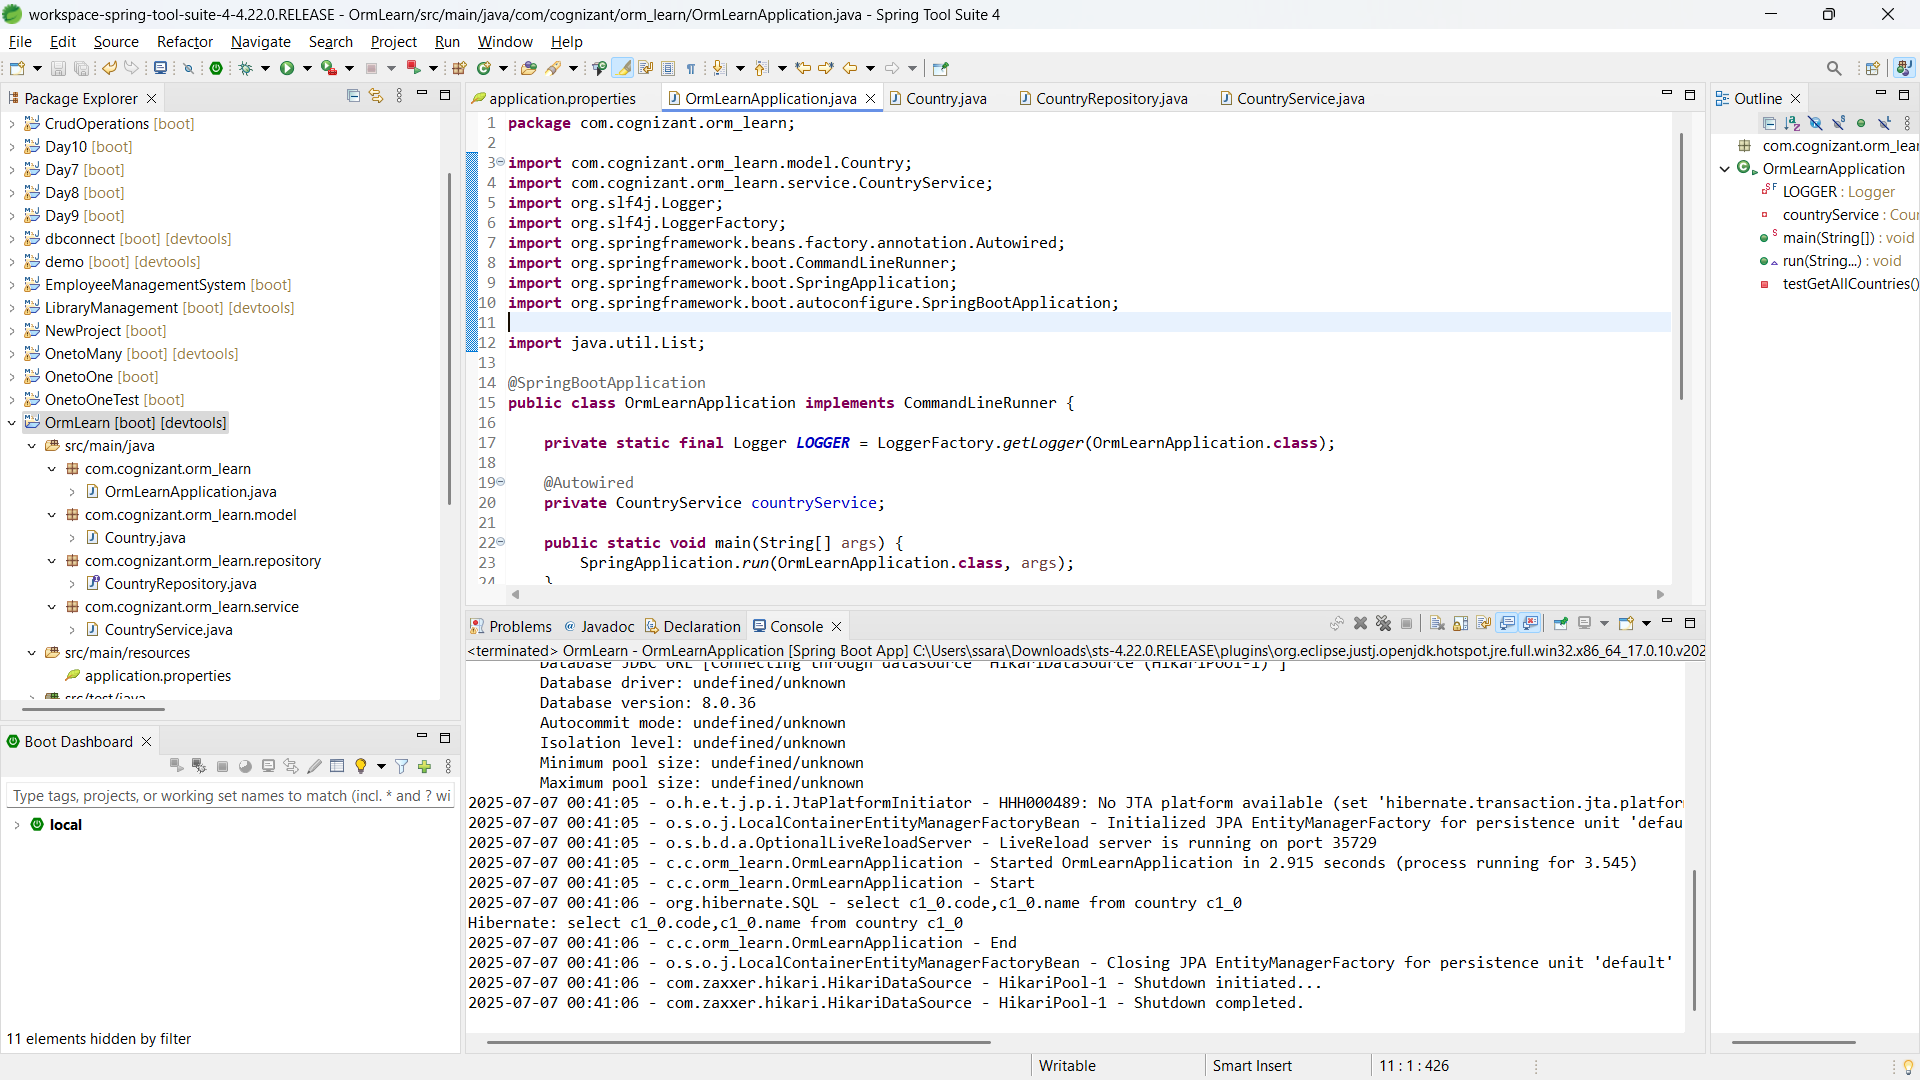 workspace-spring-tool-suite-4-4.22.0.RELEASE - OrmLearn/src/main/java/com/cognizant/orm_learn/OrmLearnApplication.java - Spring Tool Suite 4
File Edit Source Refactor Navigate Search Project Run Window Help
Package Explorer
CrudOperations [boot]
Day10 [boot]
Day7 [boot]
Day8 [boot]
Day9 [boot]
dbconnect [boot] [devtools]
demo [boot] [devtools]
EmployeeManagementSystem [boot]
LibraryManagement [boot] [devtools]
NewProject [boot]
OnetoMany [boot] [devtools]
OnetoOne [boot]
OnetoOneTest [boot]
OrmLearn [boot] [devtools]
src/main/java
com.cognizant.orm_learn
OrmLearnApplication.java
com.cognizant.orm_learn.model
Country.java
com.cognizant.orm_learn.repository
CountryRepository.java
com.cognizant.orm_learn.service
CountryService.java
src/main/resources
application.properties
src/test/java
Boot Dashboard
Type tags, projects, or working set names to match (incl. * and ? wi
local
11 elements hidden by filter
application.properties OrmLearnApplication.java Country.java CountryRepository.java CountryService.java
1 package com.cognizant.orm_learn;
2
3 import com.cognizant.orm_learn.model.Country;
4 import com.cognizant.orm_learn.service.CountryService;
5 import org.slf4j.Logger;
6 import org.slf4j.LoggerFactory;
7 import org.springframework.beans.factory.annotation.Autowired;
8 import org.springframework.boot.CommandLineRunner;
9 import org.springframework.boot.SpringApplication;
10 import org.springframework.boot.autoconfigure.SpringBootApplication;
11
12 import java.util.List;
13
14 @SpringBootApplication
15 public class OrmLearnApplication implements CommandLineRunner {
16
17 private static final Logger LOGGER = LoggerFactory.getLogger(OrmLearnApplication.class);
18
19 @Autowired
20 private CountryService countryService;
21
22 public static void main(String[] args) {
23 SpringApplication.run(OrmLearnApplication.class, args);
24 }
Problems Javadoc Declaration Console
<terminated> OrmLearn - OrmLearnApplication [Spring Boot App] C:\Users\ssara\Downloads\sts-4.22.0.RELEASE\plugins\org.eclipse.justj.openjdk.hotspot.jre.full.win32.x86_64_17.0.10.v202
Database JDBC URL [Connecting through datasource 'HikariDataSource (HikariPool-1)']
Database driver: undefined/unknown
Database version: 8.0.36
Autocommit mode: undefined/unknown
Isolation level: undefined/unknown
Minimum pool size: undefined/unknown
Maximum pool size: undefined/unknown
2025-07-07 00:41:05 - o.h.e.t.j.p.i.JtaPlatformInitiator - HHH000489: No JTA platform available (set 'hibernate.transaction.jta.platfor
2025-07-07 00:41:05 - o.s.o.j.LocalContainerEntityManagerFactoryBean - Initialized JPA EntityManagerFactory for persistence unit 'defau
2025-07-07 00:41:05 - o.s.b.d.a.OptionalLiveReloadServer - LiveReload server is running on port 35729
2025-07-07 00:41:05 - c.c.orm_learn.OrmLearnApplication - Started OrmLearnApplication in 2.915 seconds (process running for 3.545)
2025-07-07 00:41:05 - c.c.orm_learn.OrmLearnApplication - Start
2025-07-07 00:41:06 - org.hibernate.SQL - select c1_0.code,c1_0.name from country c1_0
Hibernate: select c1_0.code,c1_0.name from country c1_0
2025-07-07 00:41:06 - c.c.orm_learn.OrmLearnApplication - End
2025-07-07 00:41:06 - o.s.o.j.LocalContainerEntityManagerFactoryBean - Closing JPA EntityManagerFactory for persistence unit 'default'
2025-07-07 00:41:06 - com.zaxxer.hikari.HikariDataSource - HikariPool-1 - Shutdown initiated...
2025-07-07 00:41:06 - com.zaxxer.hikari.HikariDataSource - HikariPool-1 - Shutdown completed.
Outline
com.cognizant.orm_lear
OrmLearnApplication
LOGGER : Logger
countryService : Cour
main(String[]) : void
run(String...) : void
testGetAllCountries()
Writable Smart Insert 11 : 1 : 426